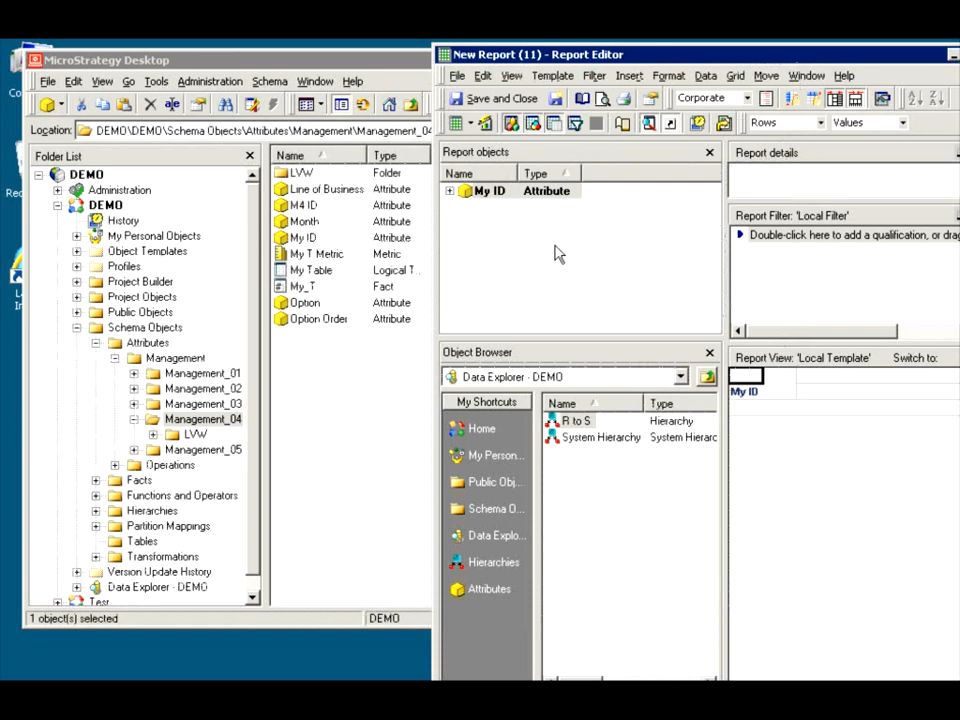 MicroStrategy Desktop
File Edit View Go Tools Administration Schema Window Help
Location: DEMO\DEMO\Schema Objects\Attributes\Management\Management_04
Folder List
DEMO
Administration
DEMO
History
My Personal Objects
Object Templates
Profiles
Project Builder
Project Objects
Public Objects
Schema Objects
Attributes
Management
Management_01
Management_02
Management_03
Management_04
LVW
Management_05
Operations
Facts
Functions and Operators
Hierarchies
Partition Mappings
Tables
Transformations
Version Update History
Data Explorer - DEMO
Test
Name Type
LVW Folder
Line of Business Attribute
M4 ID Attribute
Month Attribute
My ID Attribute
My T Metric Metric
My Table Logical T...
My_T Fact
Option Attribute
Option Order Attribute
1 object(s) selected DEMO
New Report (11) - Report Editor
File Edit View Template Filter Insert Format Data Grid Move Window Help
Save and Close Corporate
Rows Values
Report objects
Name Type
My ID Attribute
Object Browser
Data Explorer - DEMO
My Shortcuts
Home
My Person...
Public Obj...
Schema O...
Data Explo...
Hierarchies
Attributes
Name Type
R to S Hierarchy
System Hierarchy System Hierarc
Report details
Report Filter: 'Local Filter'
Double-click here to add a qualification, or drag
Report View: 'Local Template' Switch to:
My ID